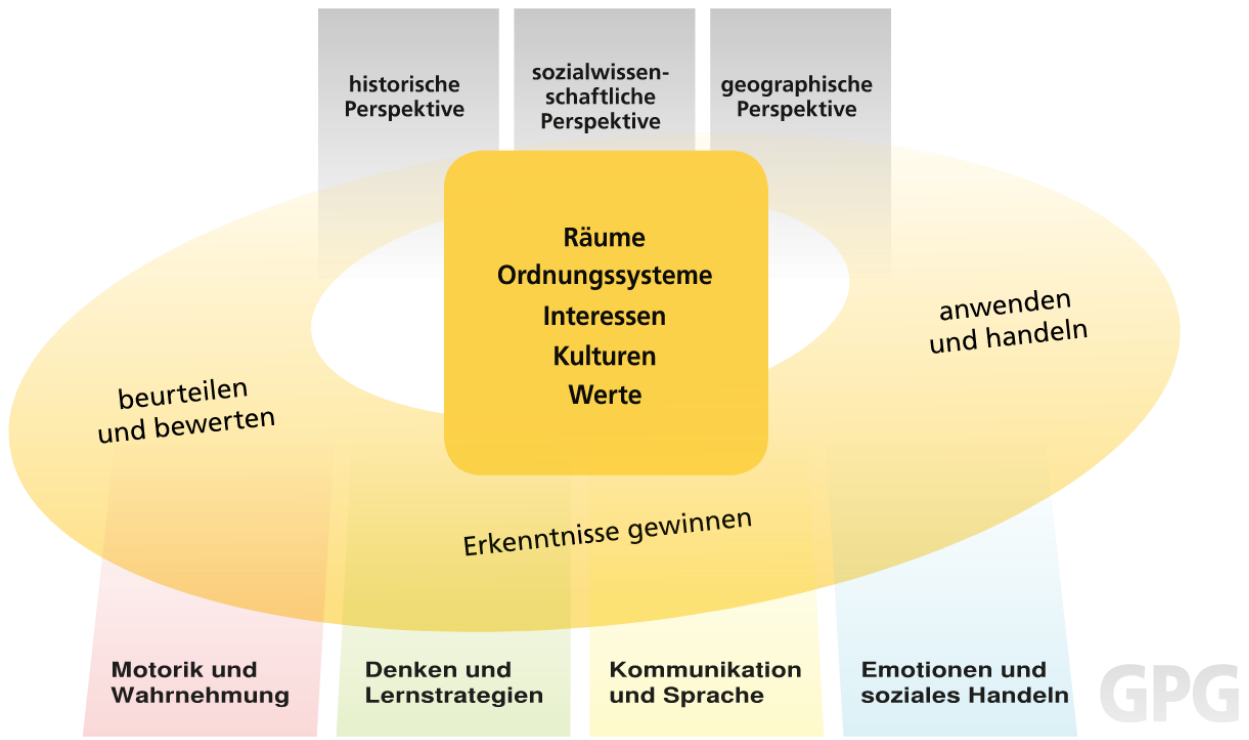 historische
Perspektive
sozialwissen-
schaftliche
Perspektive
geographische
Perspektive
Räume
Ordnungssysteme
Interessen
Kulturen
Werte
anwenden
und handeln
beurteilen
und bewerten
Erkenntnisse gewinnen
Motorik und
Wahrnehmung
Denken und
Lernstrategien
Kommunikation
und Sprache
Emotionen und
soziales Handeln
GPG